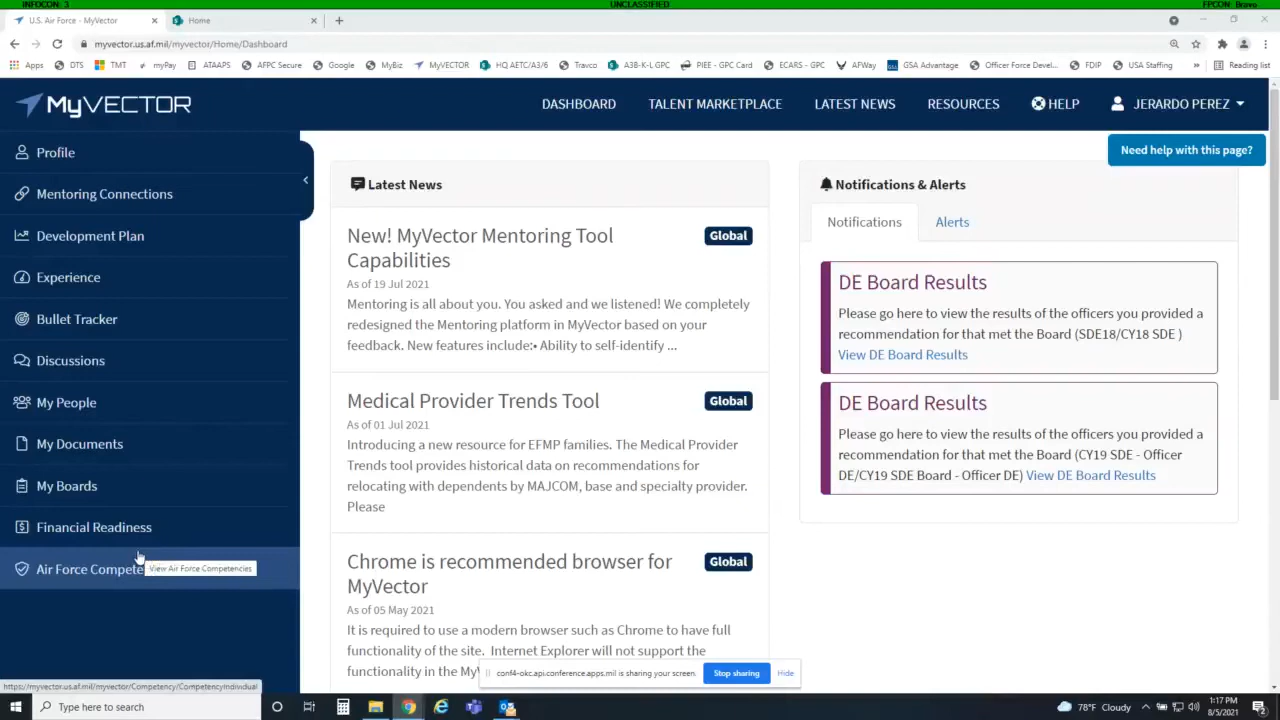 INFOCON: 3
UNCLASSIFIED
FPCON: Bravo
U.S. Air Force - MyVector
Home
myvector.us.af.mil/myvector/Home/Dashboard
Apps DTS TMT myPay ATAAPS AFPC Secure Google MyBiz MyVECTOR HQ AETC/A3/6 Travco A3B-K-L GPC PIEE - GPC Card ECARS - GPC AFWay GSA Advantage Officer Force Devel... FDIP USA Staffing » Reading list
MyVECTOR
DASHBOARD TALENT MARKETPLACE LATEST NEWS RESOURCES HELP JERARDO PEREZ
Need help with this page?
Profile
Mentoring Connections
Development Plan
Experience
Bullet Tracker
Discussions
My People
My Documents
My Boards
Financial Readiness
Air Force Compete
View Air Force Competencies
Latest News
New! MyVector Mentoring Tool
Capabilities
Global
As of 19 Jul 2021
Mentoring is all about you. You asked and we listened! We completely
redesigned the Mentoring platform in MyVector based on your
feedback. New features include:• Ability to self-identify ...
Medical Provider Trends Tool
Global
As of 01 Jul 2021
Introducing a new resource for EFMP families. The Medical Provider
Trends tool provides historical data on recommendations for
relocating with dependents by MAJCOM, base and specialty provider.
Please
Chrome is recommended browser for
MyVector
Global
As of 05 May 2021
It is required to use a modern browser such as Chrome to have full
functionality of the site. Internet Explorer will not support the
functionality in the MyV
Notifications & Alerts
Notifications Alerts
DE Board Results
Please go here to view the results of the officers you provided a
recommendation for that met the Board (SDE18/CY18 SDE )
View DE Board Results
DE Board Results
Please go here to view the results of the officers you provided a
recommendation for that met the Board (CY19 SDE - Officer
DE/CY19 SDE Board - Officer DE) View DE Board Results
conf4-okc.api.conference.apps.mil is sharing your screen.
Stop sharing
Hide
https://myvector.us.af.mil/myvector/Competency/CompetencyIndividual
Type here to search
78°F Cloudy
1:17 PM
8/5/2021
2